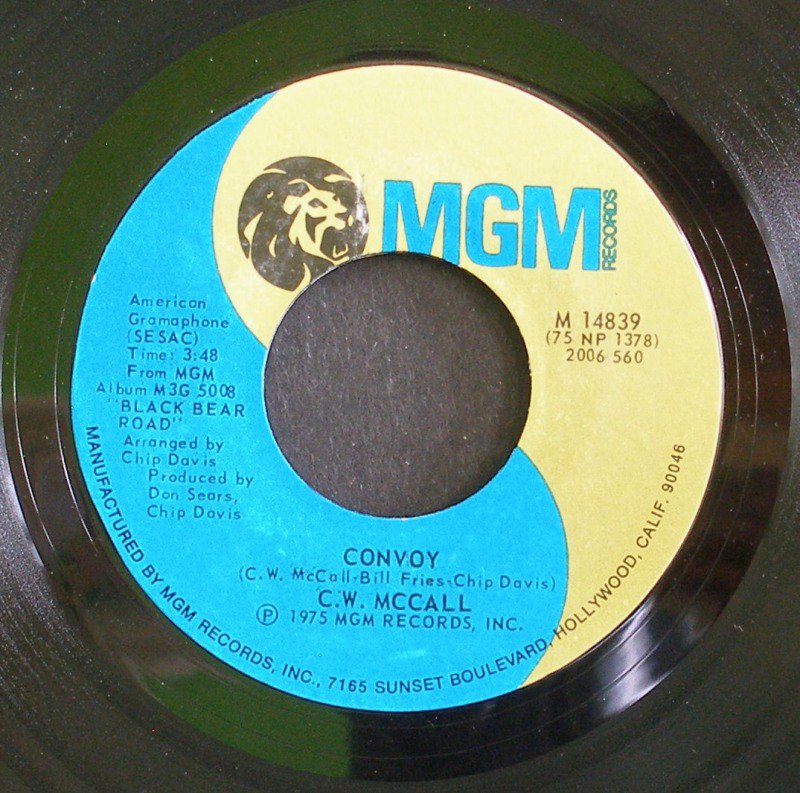 MGM
RECORDS
American
Gramaphone
(SESAC)
Time: 3:48
From MGM
Album M3G 5008
"BLACK BEAR
ROAD"
Arranged by
Chip Davis
Produced by
Don Sears,
Chip Davis
M 14839
(75 NP 1378)
2006 560
CONVOY
(C.W. McCall-Bill Fries-Chip Davis)
C.W. MCCALL
Ⓟ 1975 MGM RECORDS, INC.
MANUFACTURED BY MGM RECORDS, INC., 7165 SUNSET BOULEVARD, HOLLYWOOD, CALIF. 90046